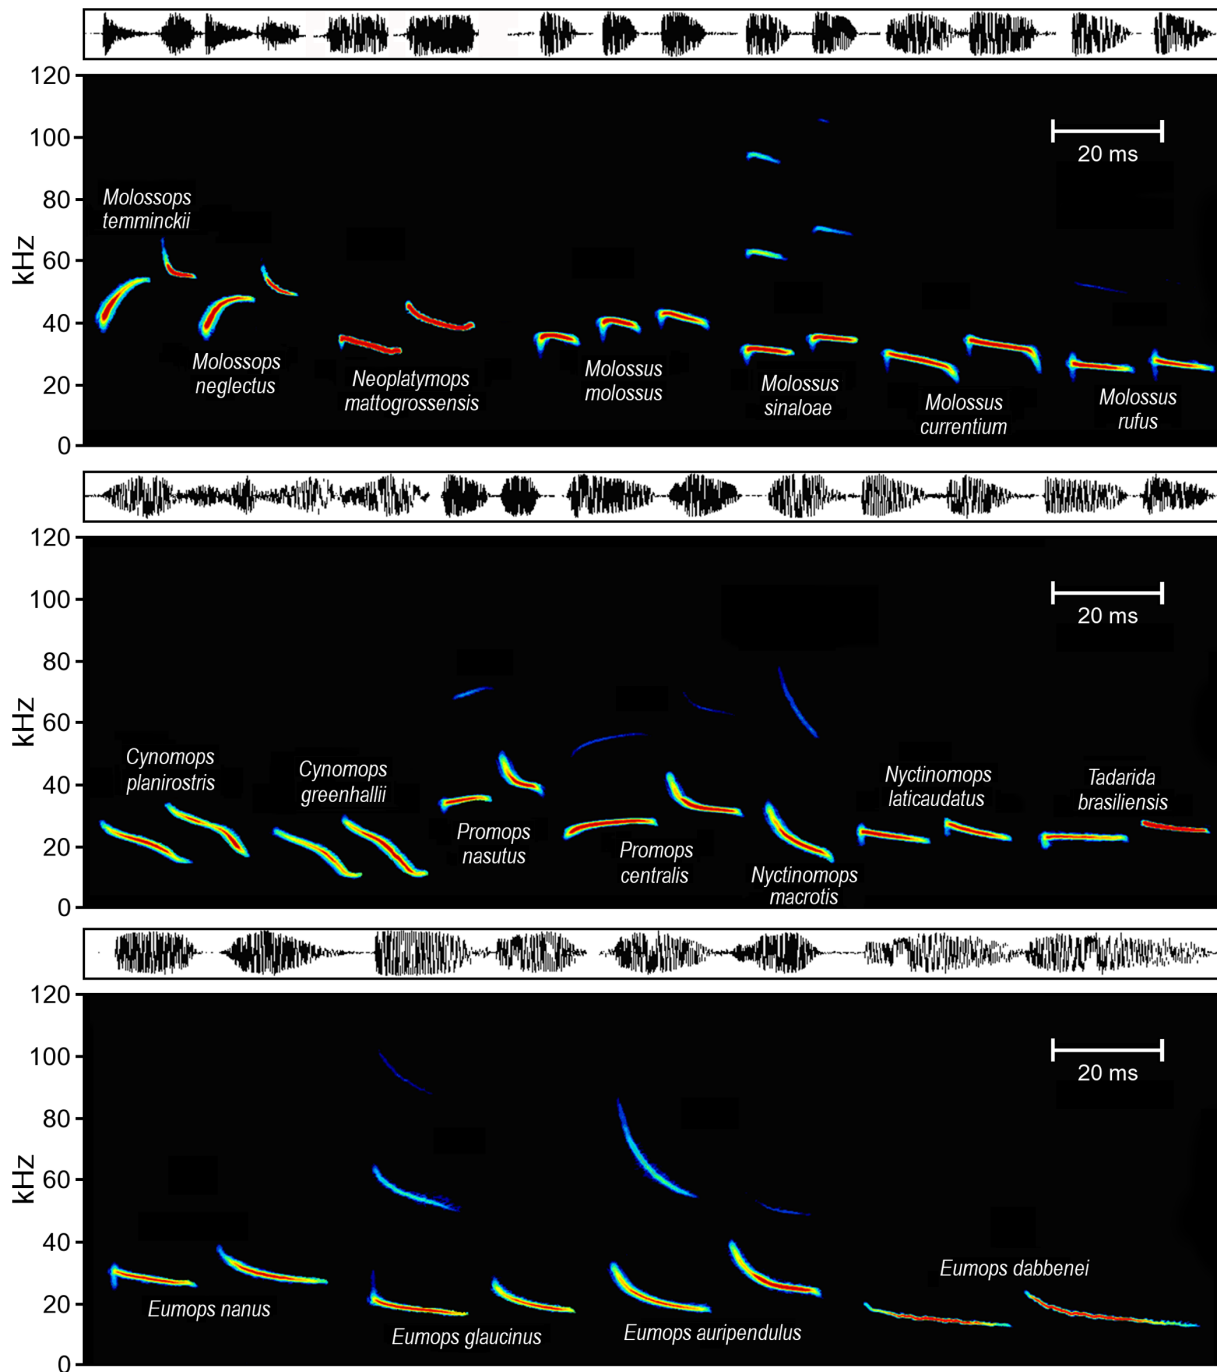 120
100
80
60
40
20
0
kHz
20 ms
Molossops
temminckii
Molossops
neglectus
Neoplatymops
mattogrossensis
Molossus
molossus
Molossus
sinaloae
Molossus
currentium
Molossus
rufus
120
100
80
60
40
20
0
kHz
20 ms
Cynomops
planirostris
Cynomops
greenhallii
Promops
nasutus
Promops
centralis
Nyctinomops
macrotis
Nyctinomops
laticaudatus
Tadarida
brasiliensis
120
100
80
60
40
20
0
kHz
20 ms
Eumops nanus
Eumops glaucinus
Eumops auripendulus
Eumops dabbenei